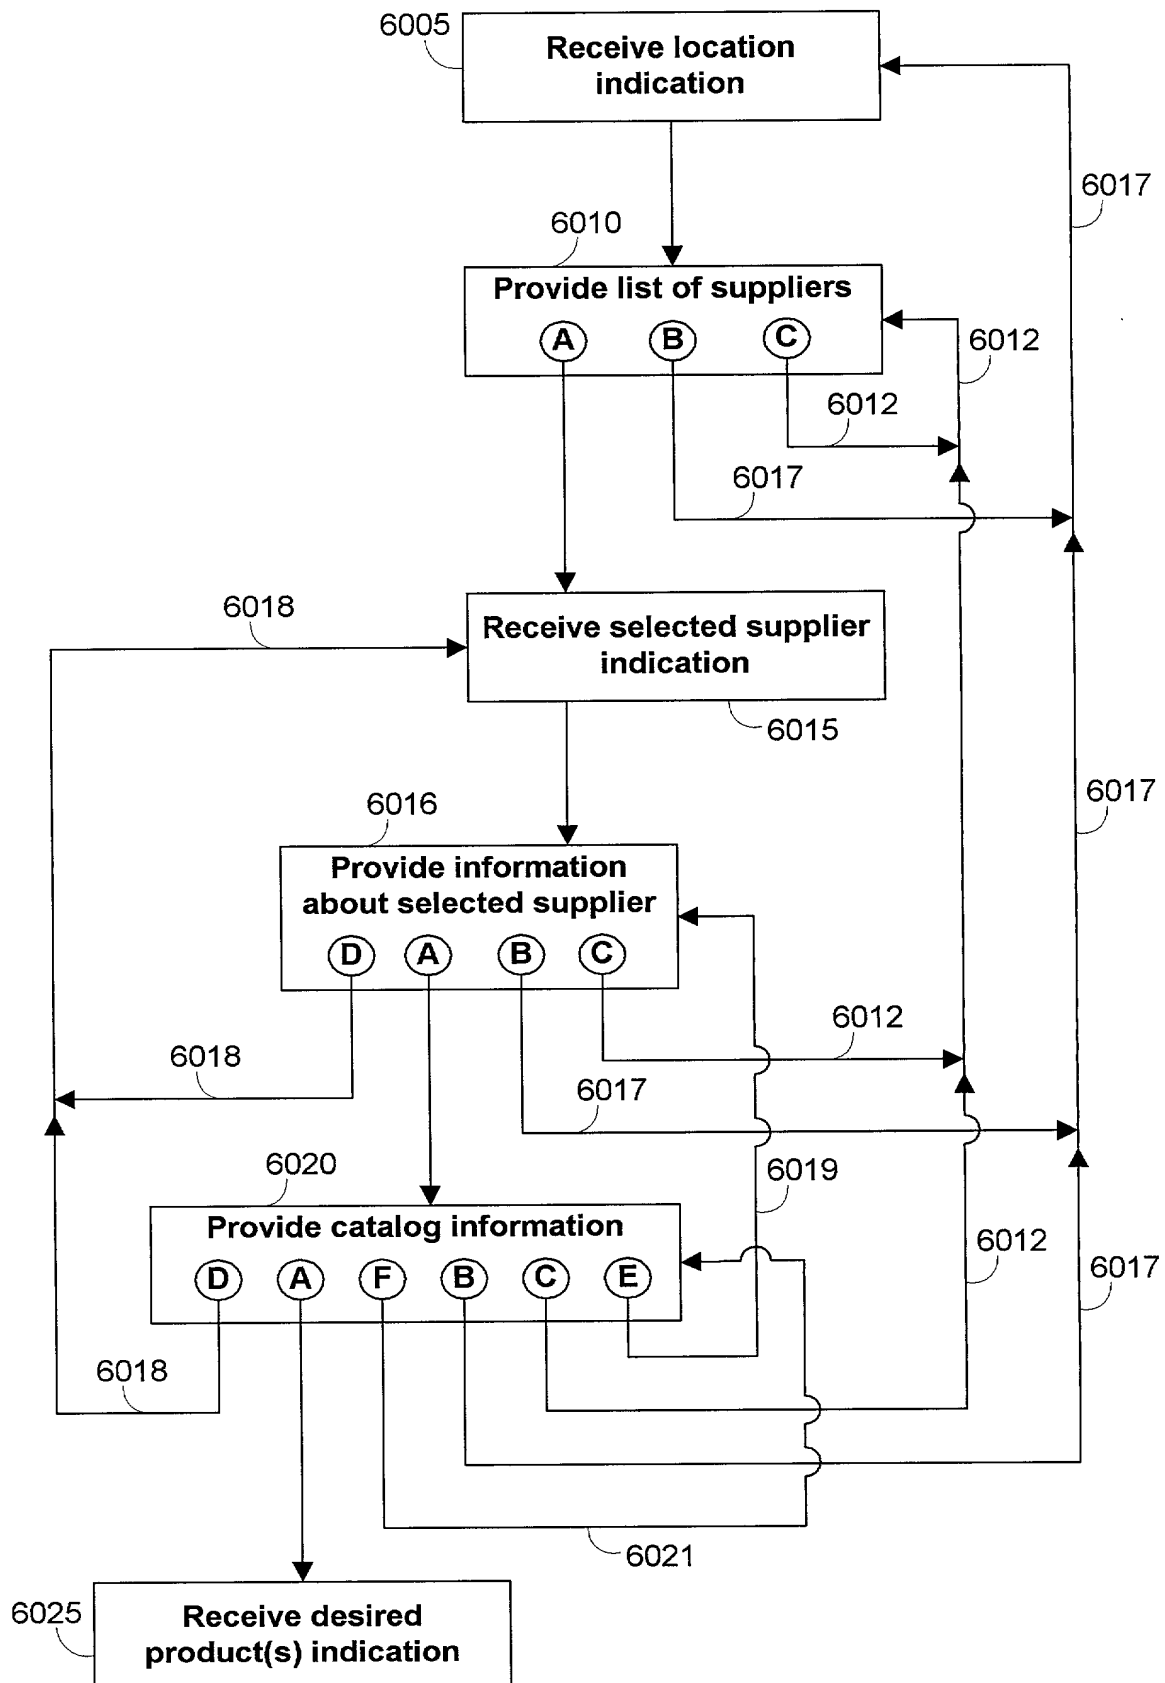 6005
Receive location
indication
6017
6010
Provide list of suppliers
A B C
6012
6012
6017
6018
Receive selected supplier
indication
6015
6017
6016
Provide information
about selected supplier
D A B C
6012
6018
6017
6019
6020
Provide catalog information
D A F B C E
6012
6017
6018
6021
6025
Receive desired
product(s) indication